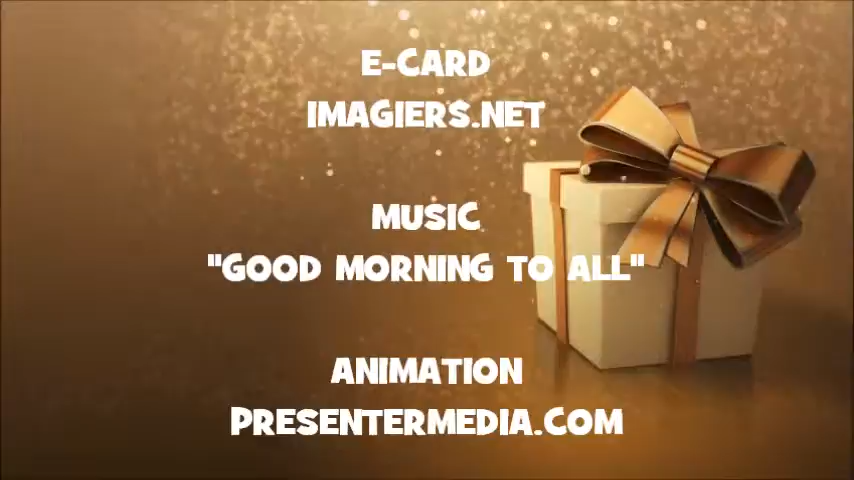 E-CARD
IMAGIERS.NET
MUSIC
"GOOD MORNING TO ALL"
ANIMATION
PRESENTERMEDIA.COM